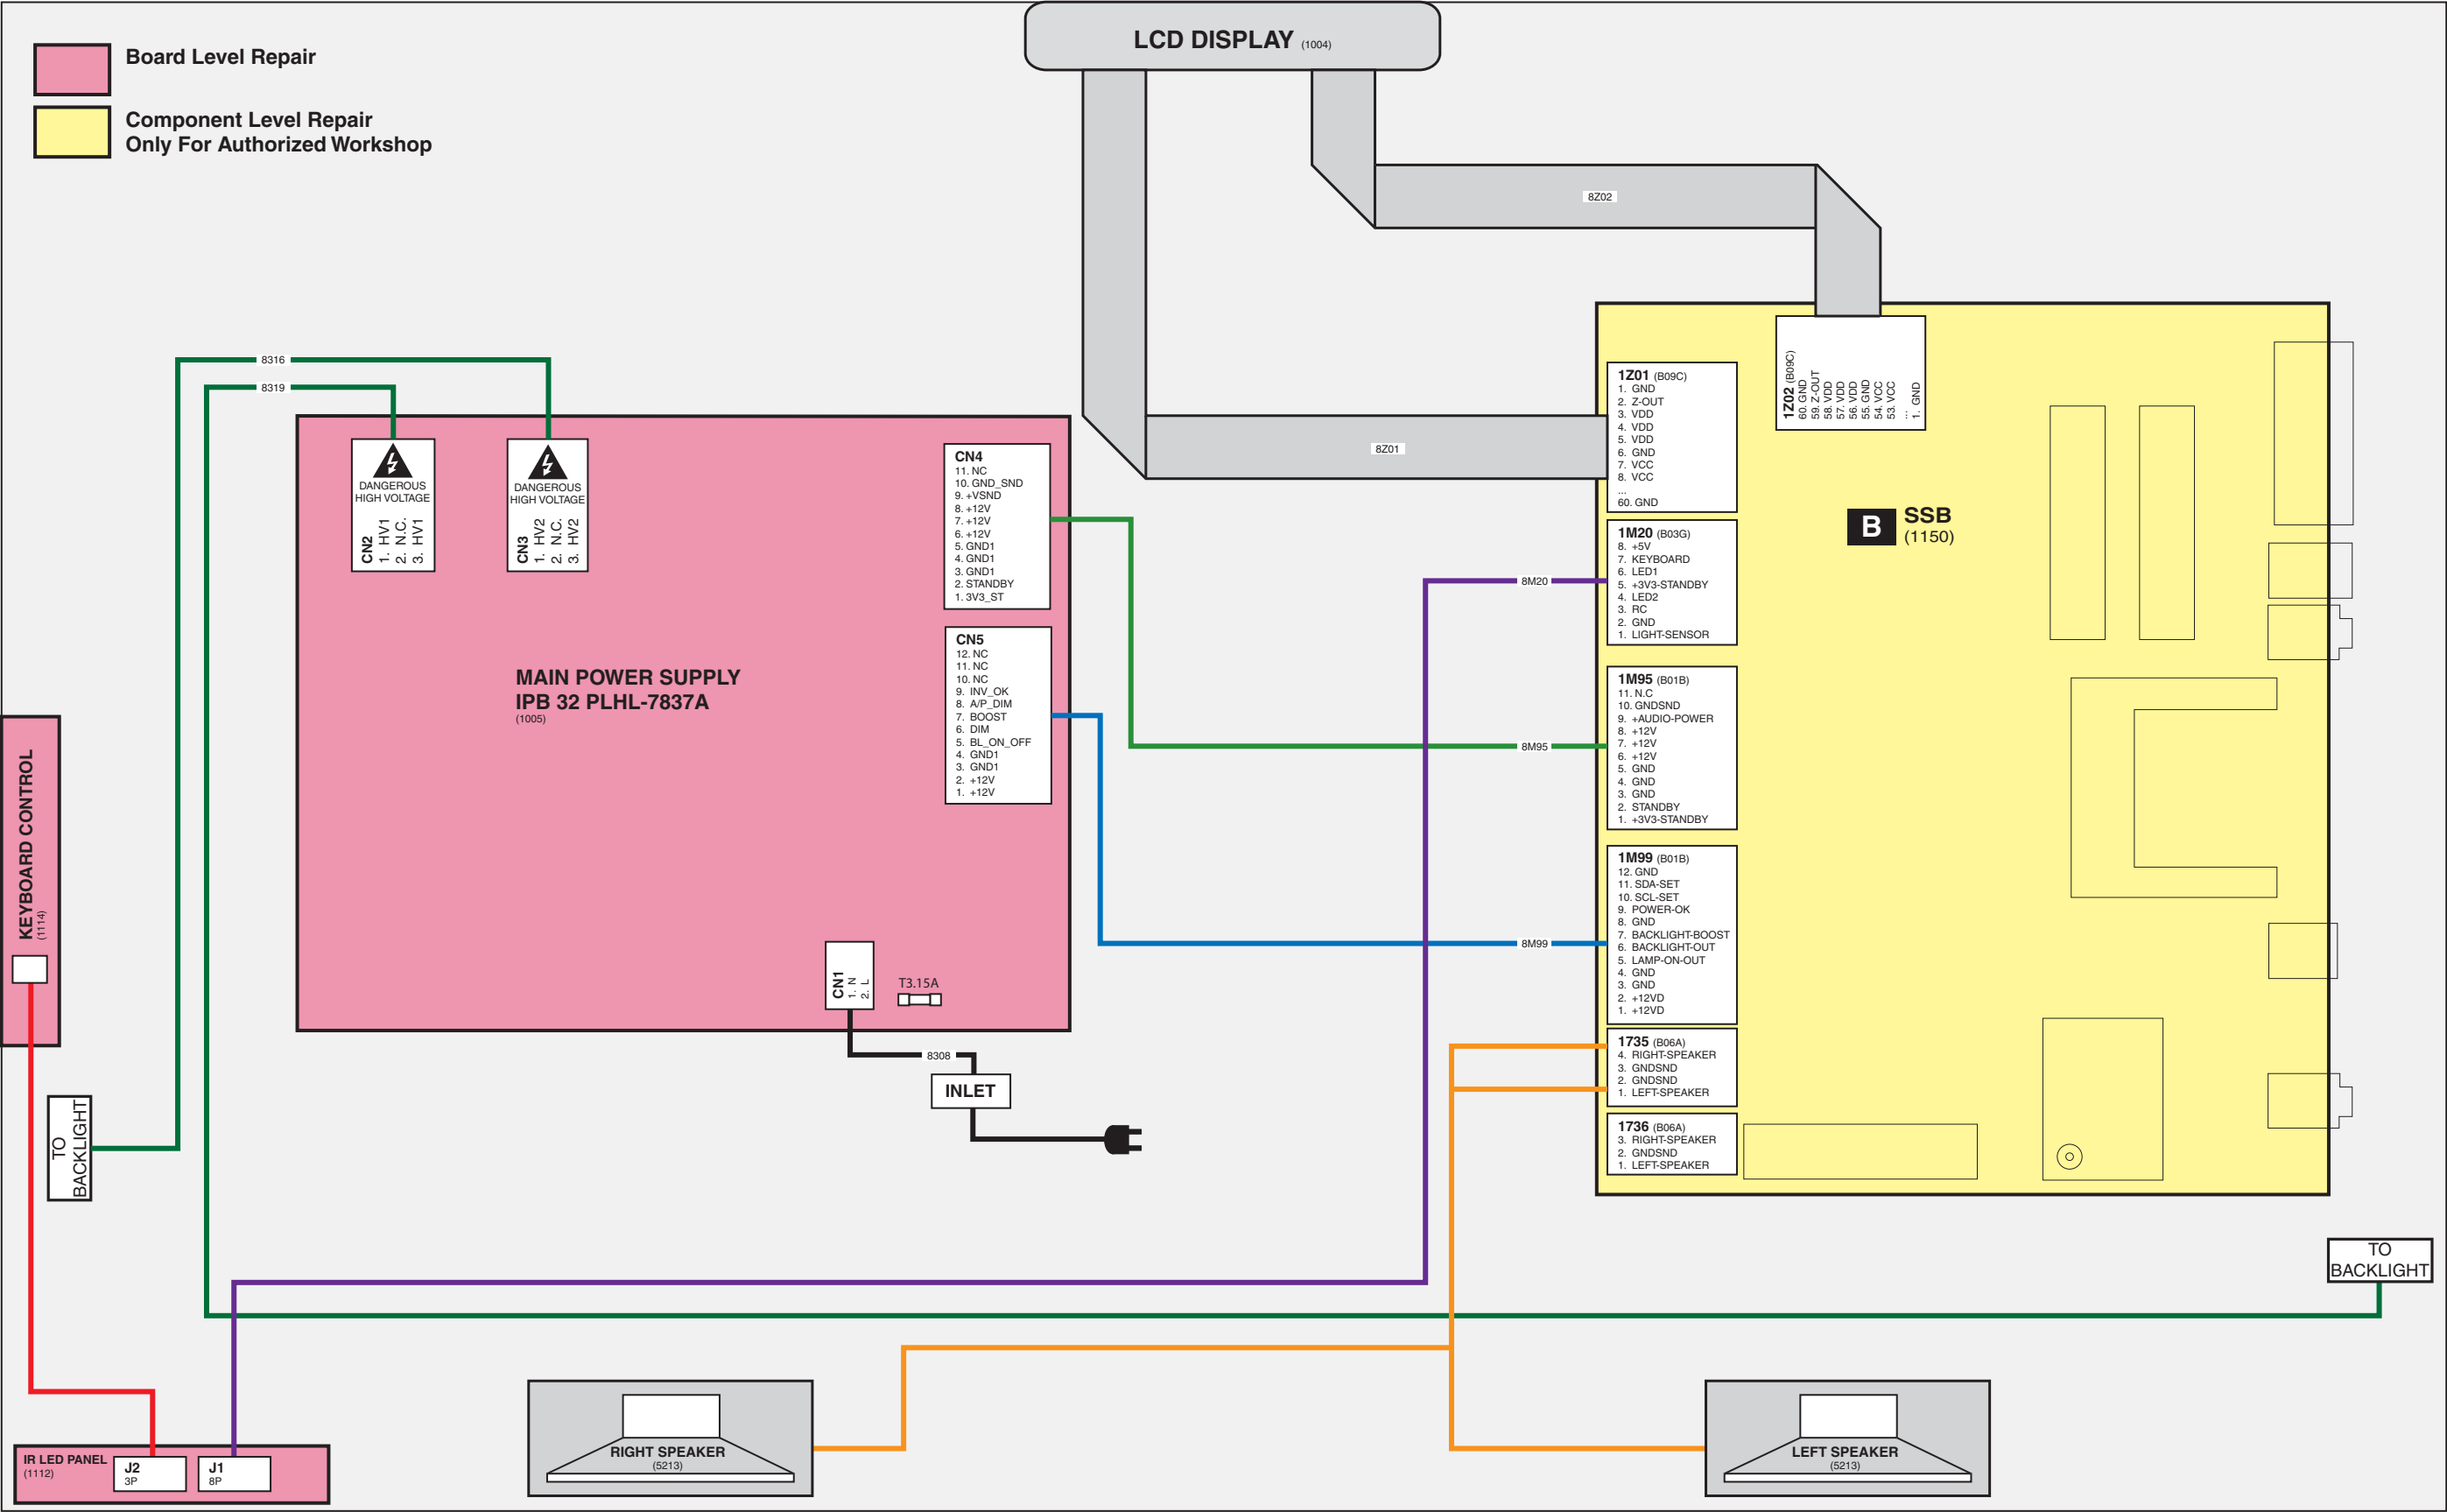 Board Level Repair
Component Level Repair
Only For Authorized Workshop
LCD DISPLAY (1004)
8Z02
8Z01
8316
8319
DANGEROUS
HIGH VOLTAGE
CN2
1. HV1
2. N.C.
3. HV1
DANGEROUS
HIGH VOLTAGE
CN3
1. HV2
2. N.C.
3. HV2
CN4
11. NC
10. GND_SND
9. +VSND
8. +12V
7. +12V
6. +12V
5. GND1
4. GND1
3. GND1
2. STANDBY
1. 3V3_ST
CN5
12. NC
11. NC
10. NC
9. INV_OK
8. A/P_DIM
7. BOOST
6. DIM
5. BL_ON_OFF
4. GND1
3. GND1
2. +12V
1. +12V
MAIN POWER SUPPLY
IPB 32 PLHL-7837A
(1005)
CN1
1. N
2. L
T3.15A
8308
INLET
KEYBOARD CONTROL
(1114)
TO
BACKLIGHT
8M20
8M95
8M99
1Z01 (B09C)
1. GND
2. Z-OUT
3. VDD
4. VDD
5. VDD
6. GND
7. VCC
8. VCC
...
60. GND
1Z02 (B09C)
60. GND
59. Z-OUT
58. VDD
57. VDD
56. VDD
55. GND
54. VCC
53. VCC
...
1. GND
B SSB
(1150)
1M20 (B03G)
8. +5V
7. KEYBOARD
6. LED1
5. +3V3-STANDBY
4. LED2
3. RC
2. GND
1. LIGHT-SENSOR
1M95 (B01B)
11. N.C
10. GNDSND
9. +AUDIO-POWER
8. +12V
7. +12V
6. +12V
5. GND
4. GND
3. GND
2. STANDBY
1. +3V3-STANDBY
1M99 (B01B)
12. GND
11. SDA-SET
10. SCL-SET
9. POWER-OK
8. GND
7. BACKLIGHT-BOOST
6. BACKLIGHT-OUT
5. LAMP-ON-OUT
4. GND
3. GND
2. +12VD
1. +12VD
1735 (B06A)
4. RIGHT-SPEAKER
3. GNDSND
2. GNDSND
1. LEFT-SPEAKER
1736 (B06A)
3. RIGHT-SPEAKER
2. GNDSND
1. LEFT-SPEAKER
TO
BACKLIGHT
IR LED PANEL
(1112)
J2
3P
J1
8P
RIGHT SPEAKER
(5213)
LEFT SPEAKER
(5213)